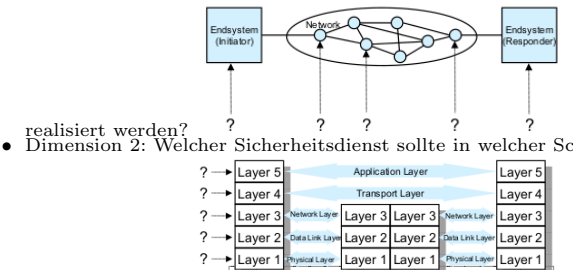 Endsystem (Initiator) Network Endsystem (Responder)
? ? ? ? ?
realisiert werden?
• Dimension 2: Welcher Sicherheitsdienst sollte in welcher Sc
? Layer 5 Application Layer Layer 5
? Layer 4 Transport Layer Layer 4
? Layer 3 Network Layer Layer 3 Layer 3 Network Layer Layer 3
? Layer 2 Data Link Layer Layer 2 Layer 2 Data Link Layer Layer 2
? Layer 1 Physical Layer Layer 1 Layer 1 Physical Layer Layer 1